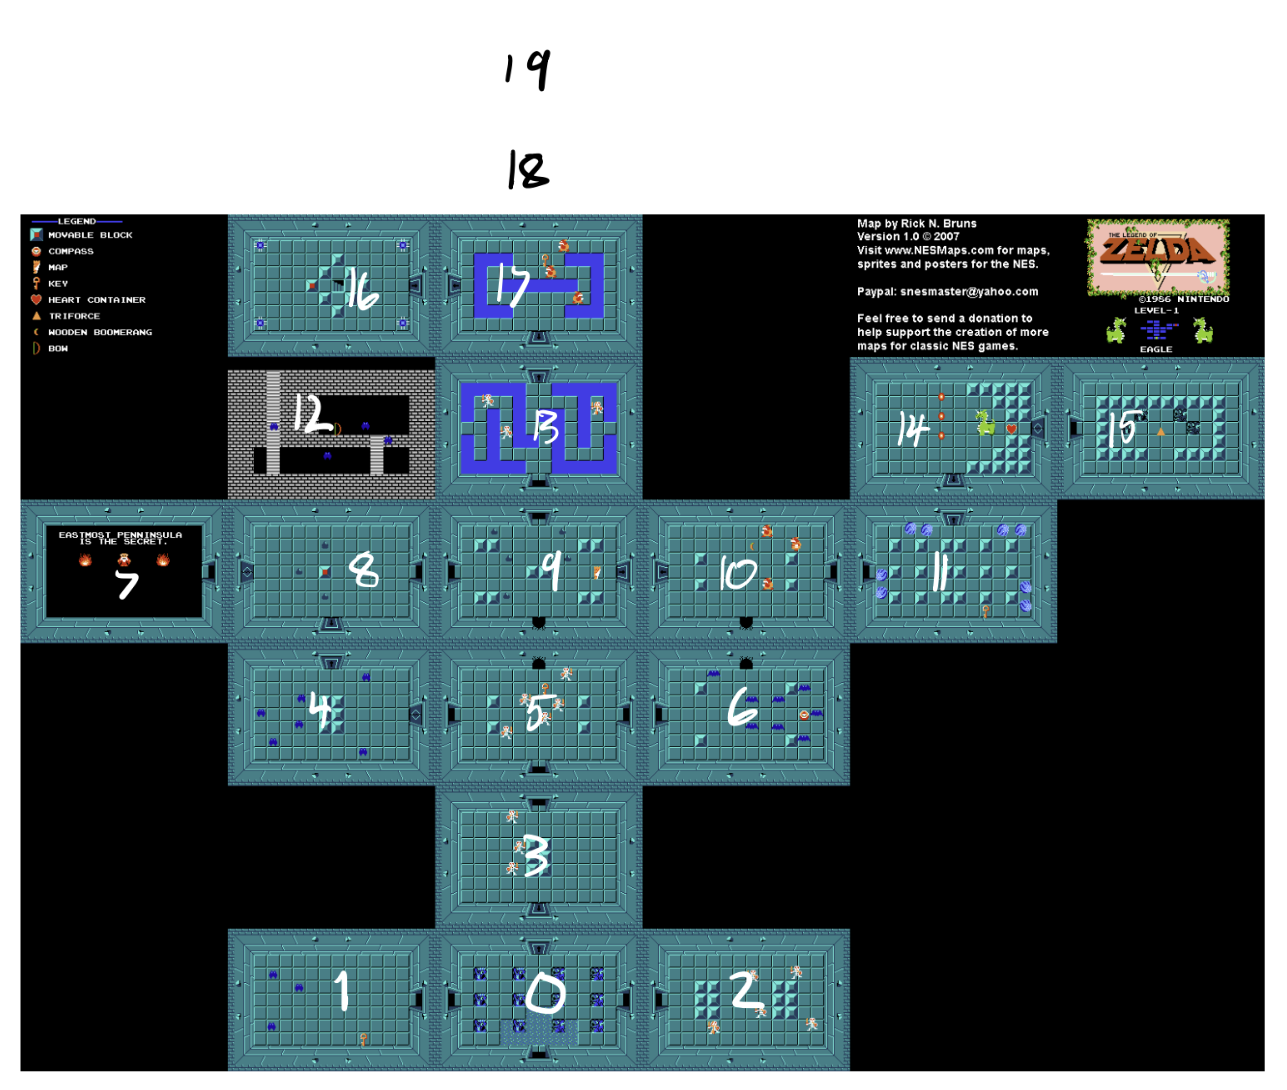 19
18
LEGEND
MOVABLE BLOCK
COMPASS
MAP
KEY
HEART CONTAINER
TRIFORCE
WOODEN BOOMERANG
BOW
16
17
Map by Rick N. Bruns
Version 1.0 © 2007
Visit www.NESMaps.com for maps,
sprites and posters for the NES.
Paypal: snesmaster@yahoo.com
Feel free to send a donation to
help support the creation of more
maps for classic NES games.
THE LEGEND OF
ZELDA
©1986 NINTENDO
LEVEL-1
EAGLE
12
13
14
15
EASTMOST PENNINSULA
IS THE SECRET.
7
8
9
10
11
4
5
6
3
1
0
2